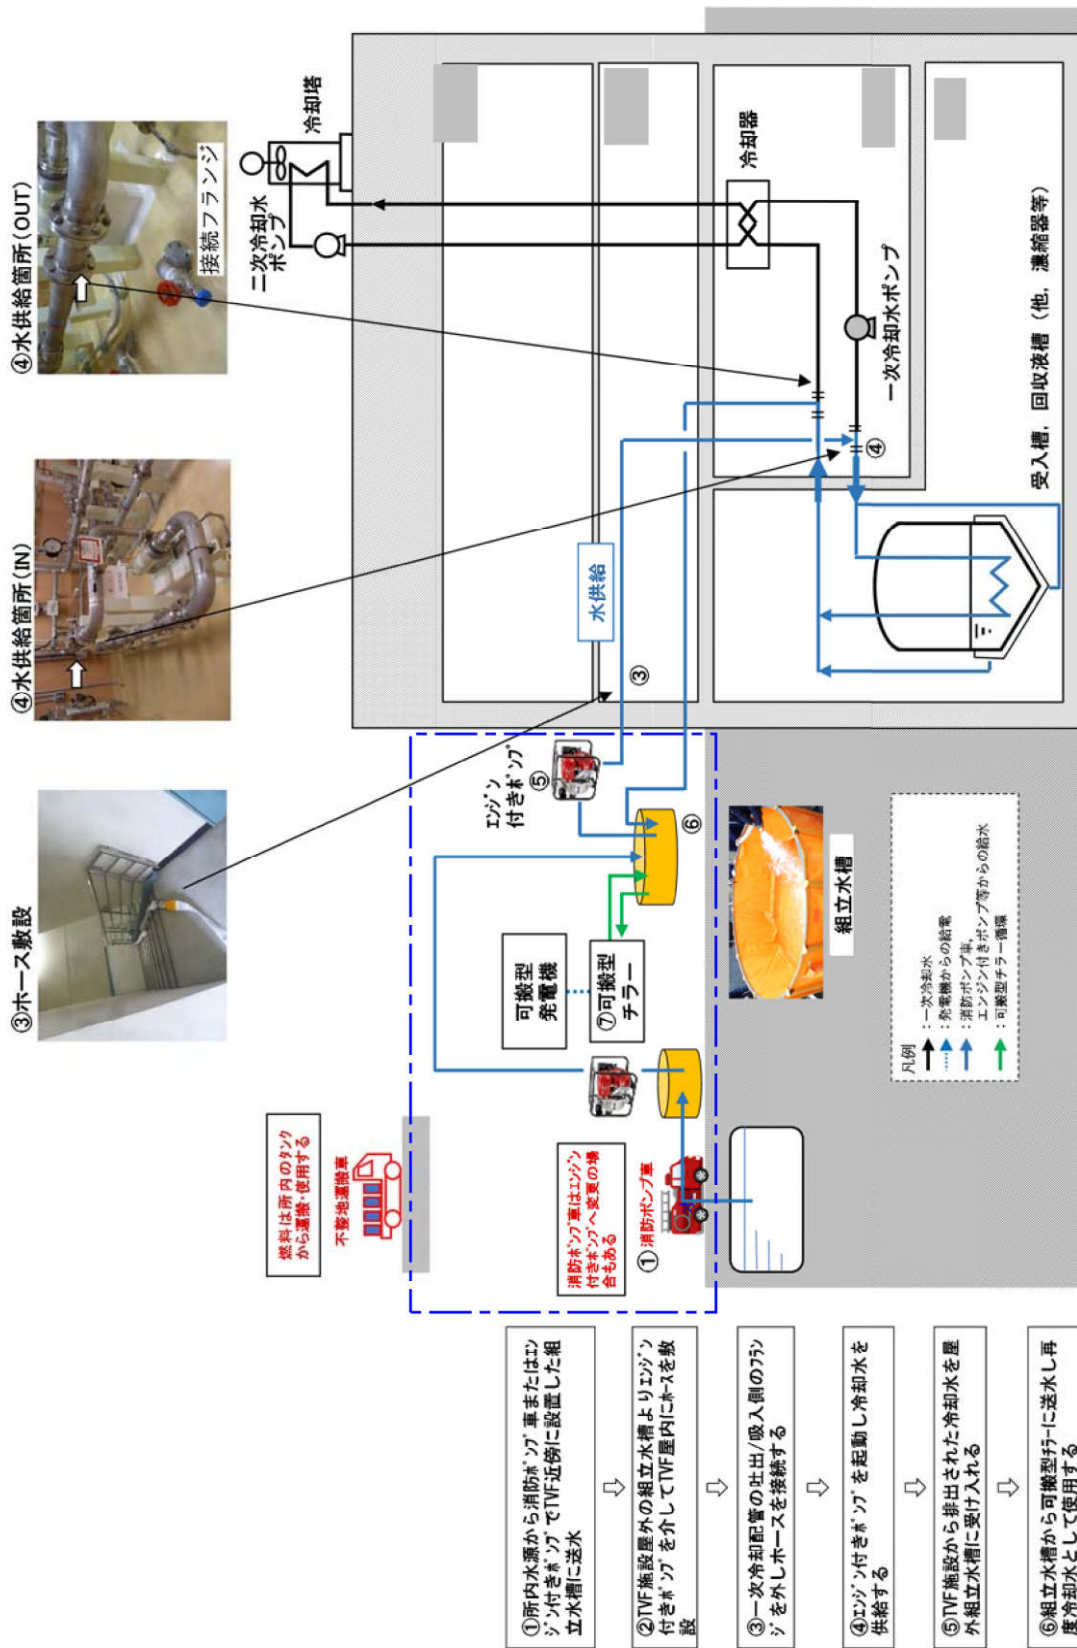 ④水供給箇所(OUT)
接続フランジ
④水供給箇所(IN)
③ホース敷設
冷却塔
二次冷却水
ポンプ
冷却器
一次冷却水ポンプ
受入槽, 回収液槽 (他, 濃縮器等)
水供給
③
④
エンジン
付きポンプ
⑤
⑥
可搬型
発電機
⑦可搬型
チラー
組立水槽
燃料は所内のタンク
から運搬・使用する
不整地運搬車
消防ポンプ車はエンジン
付きポンプへ変更の場
合もある
①消防ポンプ車
凡例
：一次冷却水
：発電機からの給電
：消防ポンプ車,
エンジン付きポンプ等からの給水
：可搬型チラー循環
①所内水源から消防ポンプ車またはエン
ジン付きポンプでTVF近傍に設置した組
立水槽に送水
②TVF施設屋外の組立水槽よりエンジン
付きポンプを介してTVF屋内にホースを敷
設
③一次冷却配管の吐出/吸入側のフラン
ジを外しホースを接続する
④エンジン付きポンプを起動し冷却水を
供給する
⑤TVF施設から排出された冷却水を屋
外組立水槽に受け入れる
⑥組立水槽から可搬型チラーに送水し再
度冷却水として使用する